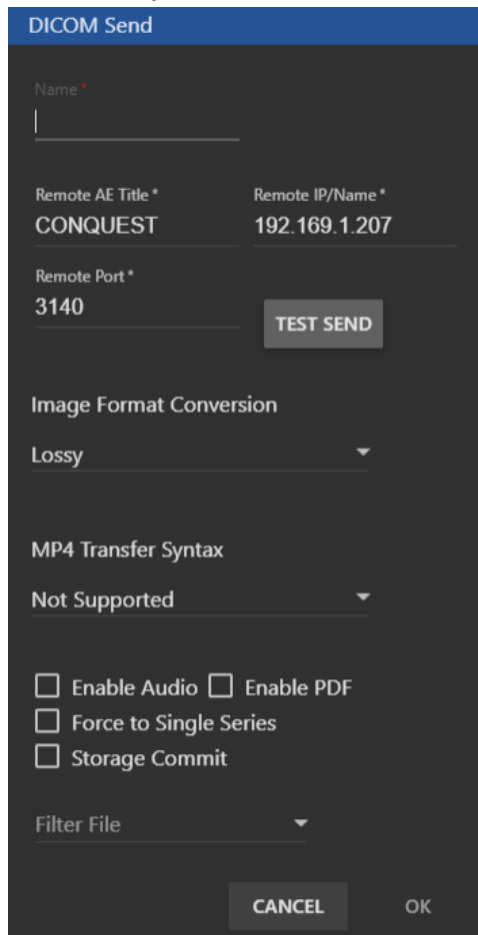 DICOM Send
Name *
Remote AE Title * Remote IP/Name *
CONQUEST 192.169.1.207
Remote Port *
3140
TEST SEND
Image Format Conversion
Lossy
MP4 Transfer Syntax
Not Supported
Enable Audio Enable PDF
Force to Single Series
Storage Commit
Filter File
CANCEL OK